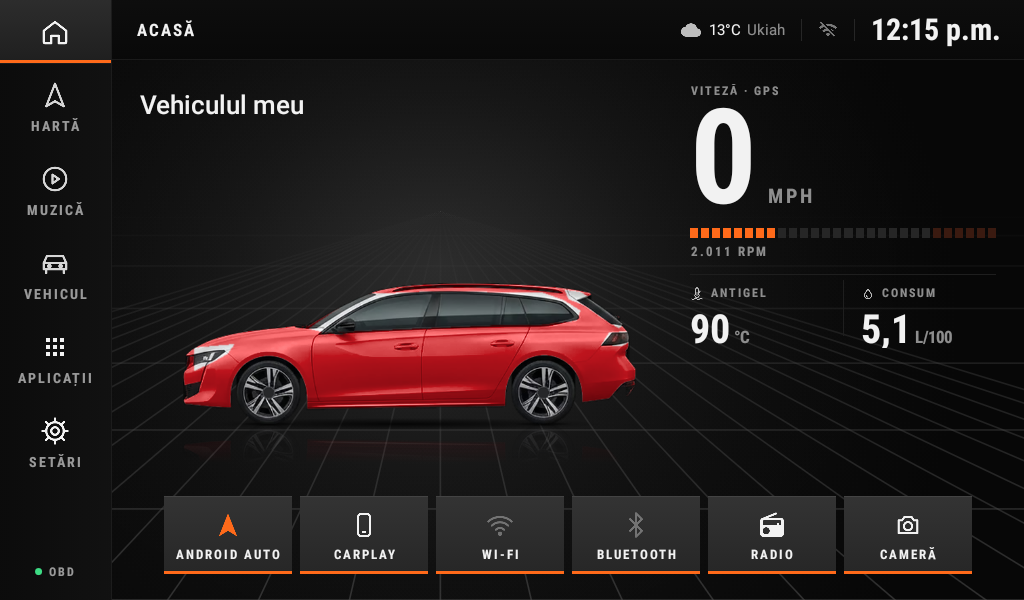 ACASĂ
13°C Ukiah
12:15 p.m.
HARTĂ
MUZICĂ
VEHICUL
APLICAȚII
SETĂRI
OBD
Vehiculul meu
VITEZĂ · GPS
0 MPH
2.011 RPM
ANTIGEL
90 °C
CONSUM
5,1 L/100
ANDROID AUTO
CARPLAY
WI-FI
BLUETOOTH
RADIO
CAMERĂ